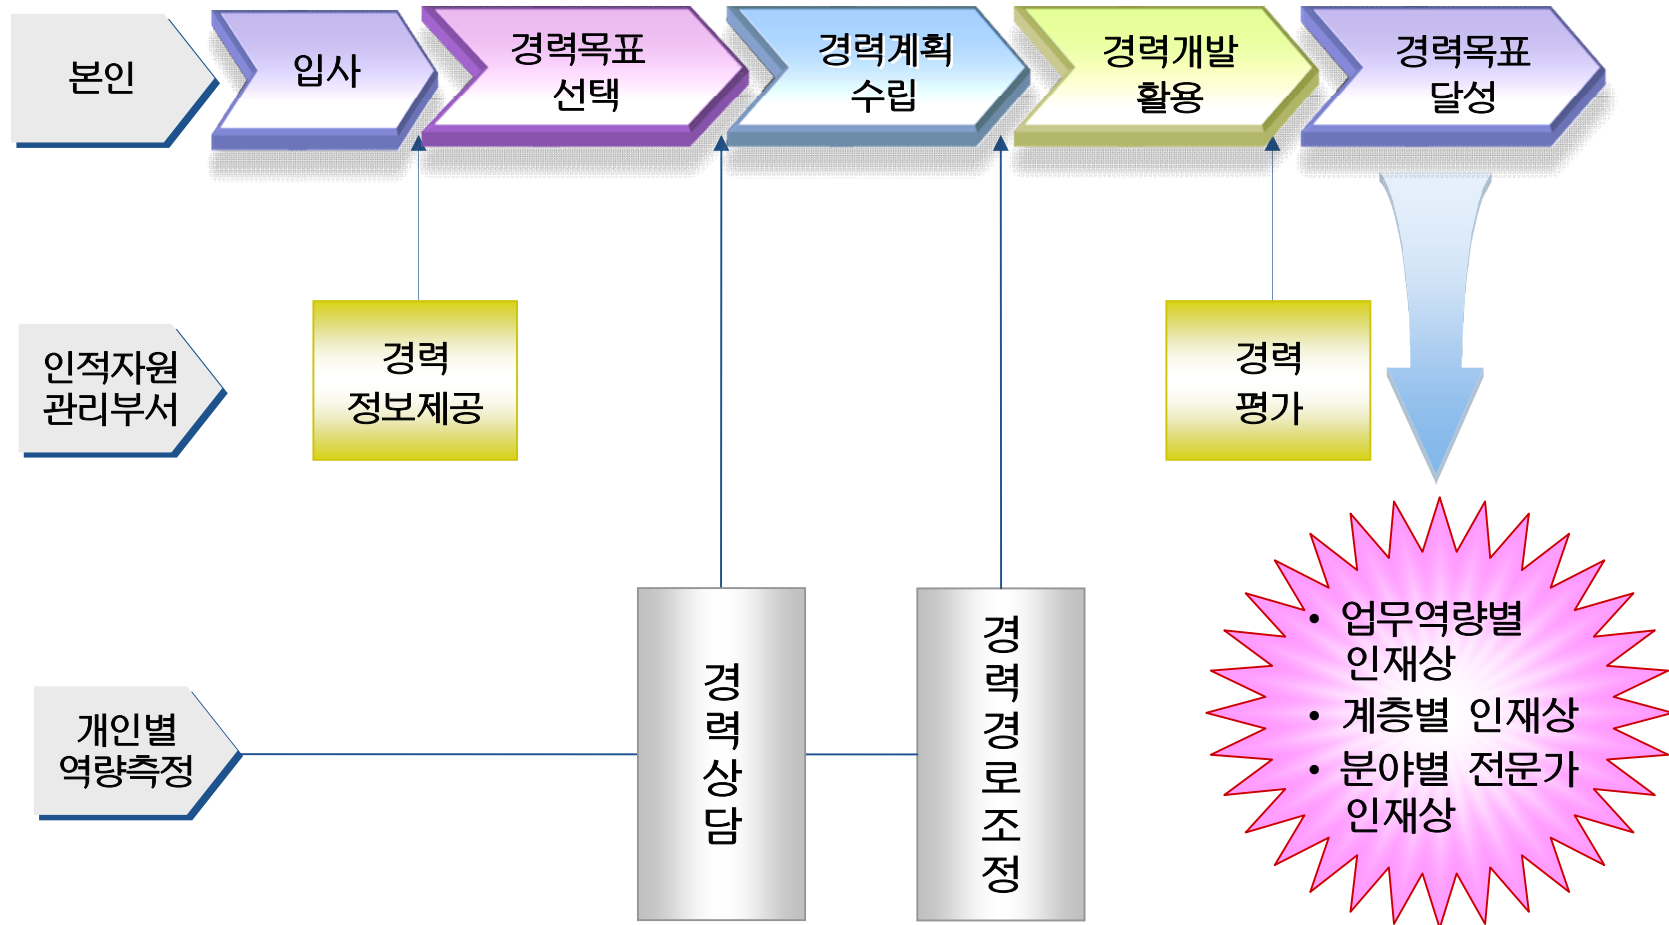 본인
입사
경력목표
선택
경력계획
수립
경력개발
활용
경력목표
달성
인적자원
관리부서
경력
정보제공
경력
평가
개인별
역량측정
경
력
상
담
경
력
경
로
조
정
• 업무역량별
인재상
• 계층별 인재상
• 분야별 전문가
인재상